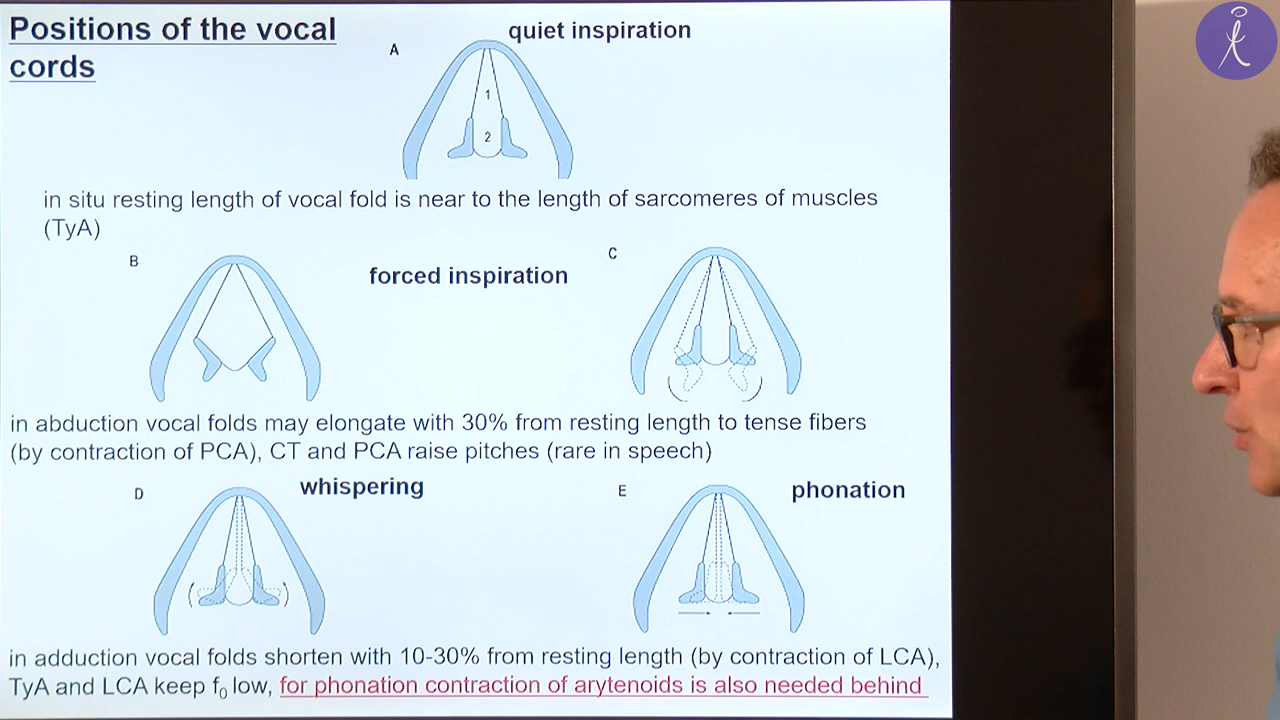 Positions of the vocal
cords
quiet inspiration
A
1
2
in situ resting length of vocal fold is near to the length of sarcomeres of muscles
(TyA)
B
forced inspiration
C
in abduction vocal folds may elongate with 30% from resting length to tense fibers
(by contraction of PCA), CT and PCA raise pitches (rare in speech)
D
whispering
E
phonation
in adduction vocal folds shorten with 10-30% from resting length (by contraction of LCA),
TyA and LCA keep f₀ low, for phonation contraction of arytenoids is also needed behind